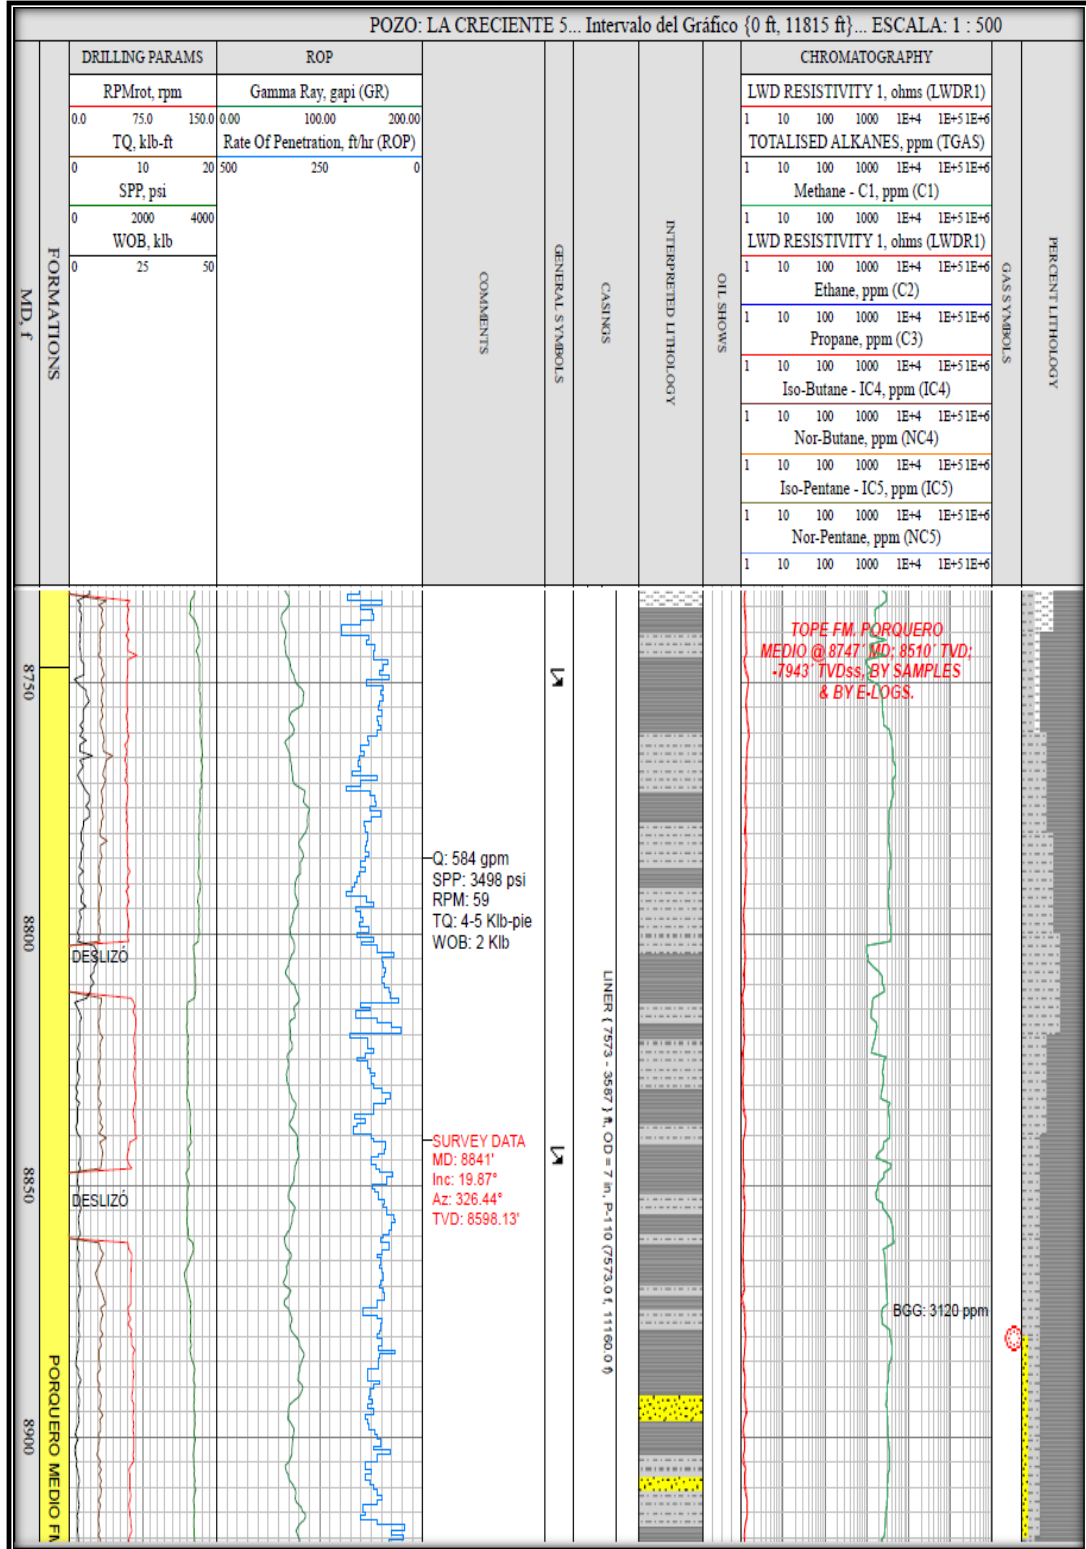 POZO: LA CRECIENTE 5... Intervalo del Gráfico {0 ft, 11815 ft}... ESCALA: 1 : 500
MD, f
FORMATIONS
DRILLING PARAMS
RPMrot, rpm
0.0 75.0 150.0
TQ, klb-ft
0 10 20
SPP, psi
0 2000 4000
WOB, klb
0 25 50
ROP
Gamma Ray, gapi (GR)
0.00 100.00 200.00
Rate Of Penetration, ft/hr (ROP)
500 250 0
COMMENTS
GENERAL SYMBOLS
CASINGS
INTERPRETED LITHOLOGY
OIL SHOWS
CHROMATOGRAPHY
LWD RESISTIVITY 1, ohms (LWDR1)
1 10 100 1000 1E+4 1E+5 1E+6
TOTALISED ALKANES, ppm (TGAS)
1 10 100 1000 1E+4 1E+5 1E+6
Methane - C1, ppm (C1)
1 10 100 1000 1E+4 1E+5 1E+6
LWD RESISTIVITY 1, ohms (LWDR1)
1 10 100 1000 1E+4 1E+5 1E+6
Ethane, ppm (C2)
1 10 100 1000 1E+4 1E+5 1E+6
Propane, ppm (C3)
1 10 100 1000 1E+4 1E+5 1E+6
Iso-Butane - IC4, ppm (IC4)
1 10 100 1000 1E+4 1E+5 1E+6
Nor-Butane, ppm (NC4)
1 10 100 1000 1E+4 1E+5 1E+6
Iso-Pentane - IC5, ppm (IC5)
1 10 100 1000 1E+4 1E+5 1E+6
Nor-Pentane, ppm (NC5)
1 10 100 1000 1E+4 1E+5 1E+6
GAS SYMBOLS
PERCENT LITHOLOGY
TOPE FM. PORQUERO
MEDIO @ 8747' MD; 8510' TVD;
-7943' TVDss, BY SAMPLES
& BY E-LOGS.
8750
Q: 584 gpm
SPP: 3498 psi
RPM: 59
TQ: 4-5 Klb-pie
WOB: 2 Klb
8800
DESLIZÓ
LINER ( 7573 - 3587 ) ft, OD = 7 in, P-110 (7573.0 f, 11160.0 f)
SURVEY DATA
MD: 8841'
Inc: 19.87°
Az: 326.44°
TVD: 8598.13'
8850
DESLIZÓ
BGG: 3120 ppm
8900
PORQUERO MEDIO FM